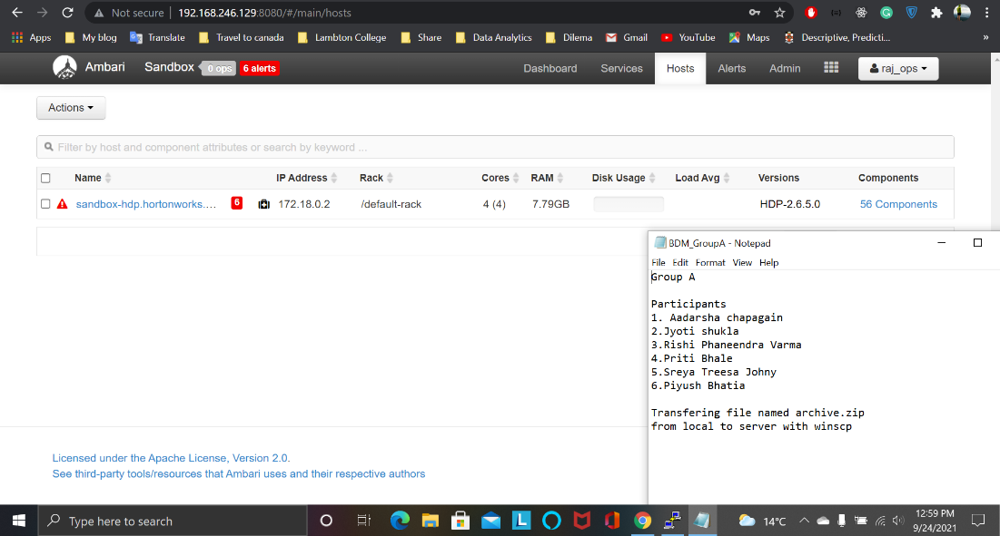 Not secure
192.168.246.129:8080/#/main/hosts
Apps My blog Translate Travel to canada Lambton College Share Data Analytics Dilema Gmail YouTube Maps Descriptive, Predicti... »
Ambari Sandbox 0 ops 6 alerts Dashboard Services Hosts Alerts Admin raj_ops
Actions
Filter by host and component attributes or search by keyword ...
Name IP Address Rack Cores RAM Disk Usage Load Avg Versions Components
sandbox-hdp.hortonworks.... 6 172.18.0.2 /default-rack 4 (4) 7.79GB HDP-2.6.5.0 56 Components
BDM_GroupA - Notepad
File Edit Format View Help
Group A
Participants
1. Aadarsha chapagain
2.Jyoti shukla
3.Rishi Phaneendra Varma
4.Priti Bhale
5.Sreya Treesa Johny
6.Piyush Bhatia
Transfering file named archive.zip
from local to server with winscp
Licensed under the Apache License, Version 2.0.
See third-party tools/resources that Ambari uses and their respective authors
Type here to search
14°C
12:59 PM
9/24/2021